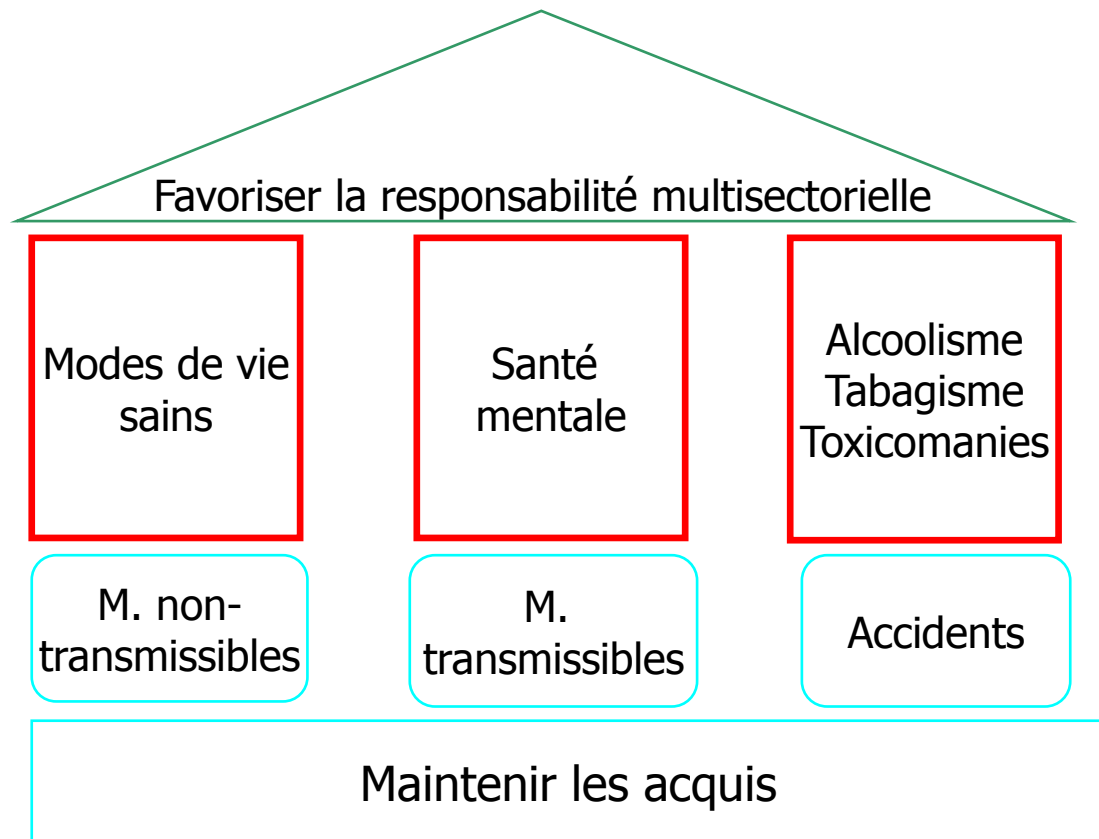 Favoriser la responsabilité multisectorielle
Modes de vie
sains
Santé
mentale
Alcoolisme
Tabagisme
Toxicomanies
M. non-
transmissibles
M.
transmissibles
Accidents
Maintenir les acquis